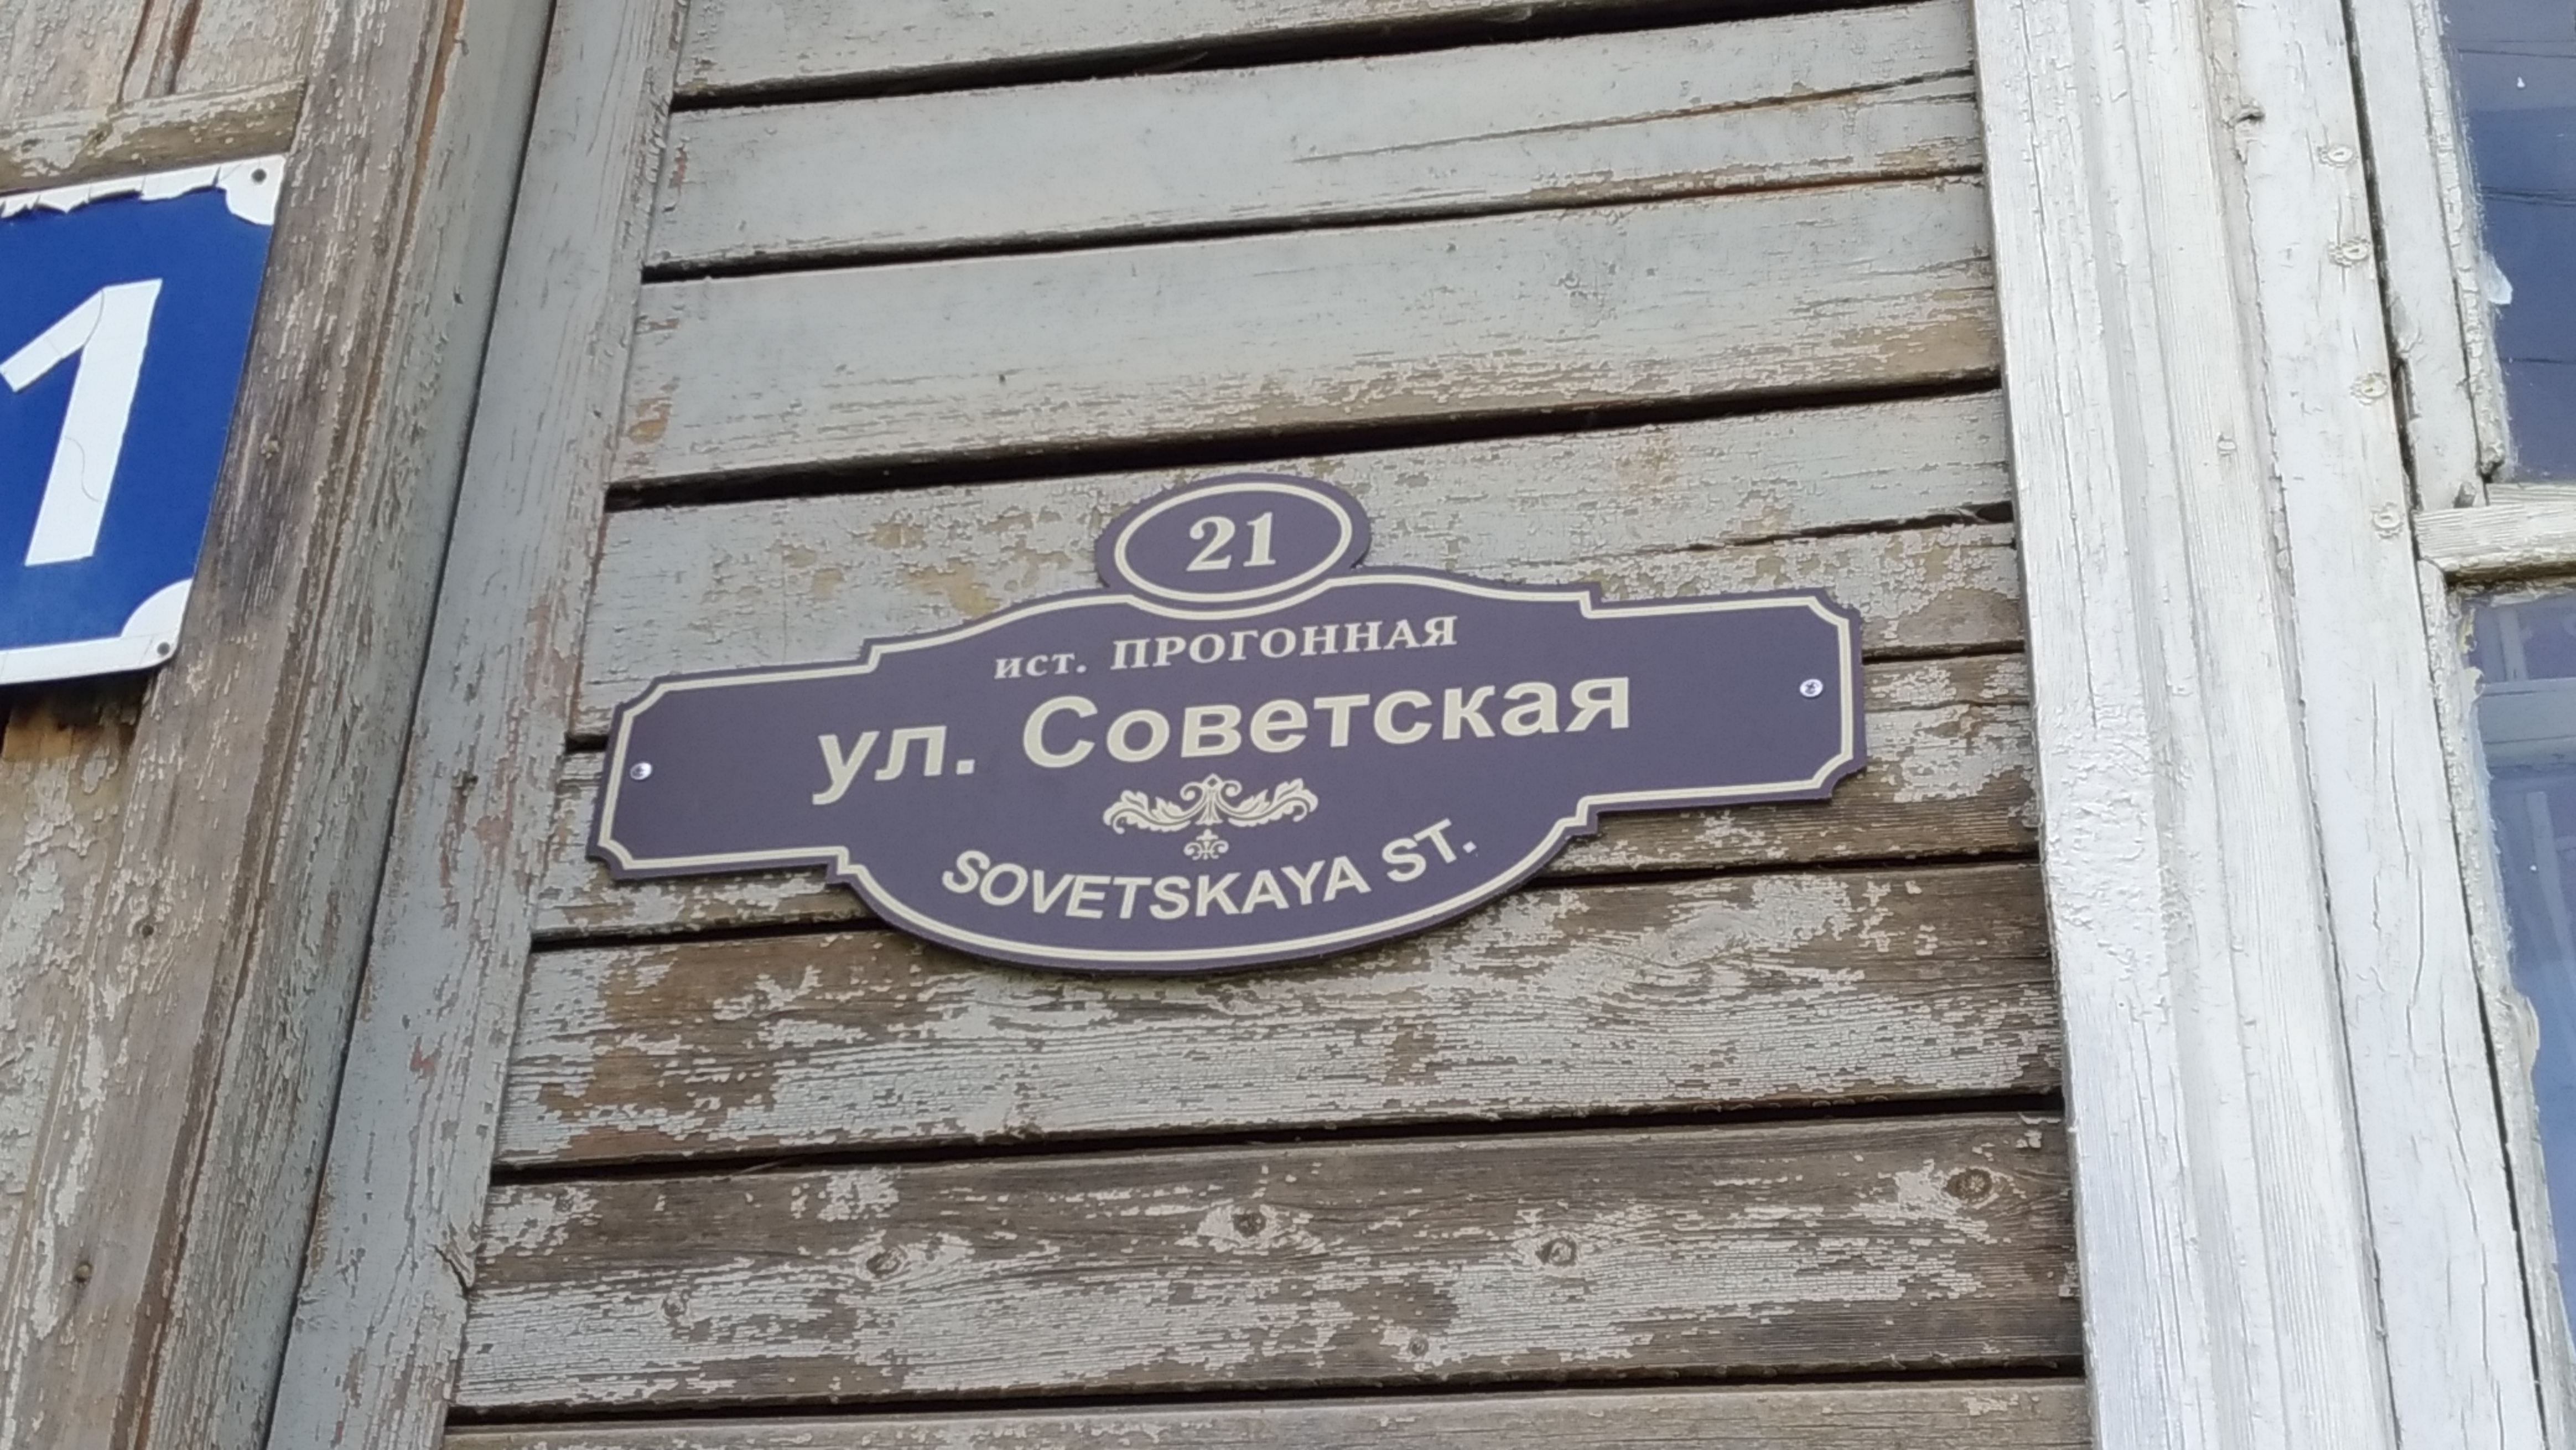 1
21
ист. ПРОГОННАЯ
ул. Советская
SOVETSKAYA ST.